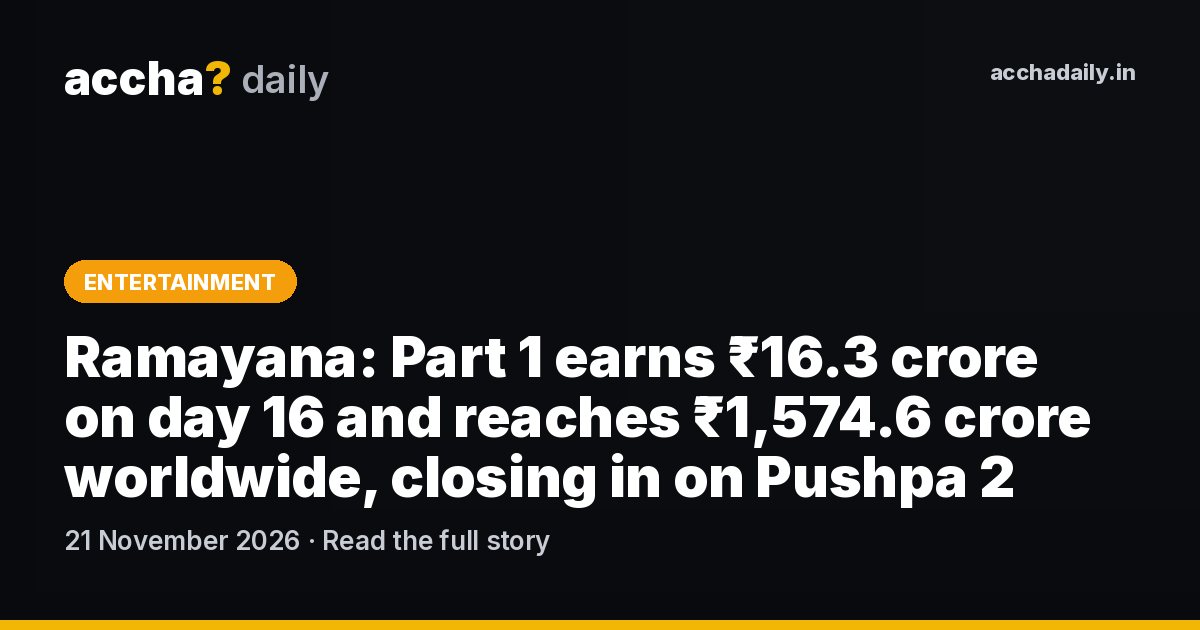 accha? daily
acchadaily.in
ENTERTAINMENT
Ramayana: Part 1 earns ₹16.3 crore
on day 16 and reaches ₹1,574.6 crore
worldwide, closing in on Pushpa 2
21 November 2026 · Read the full story